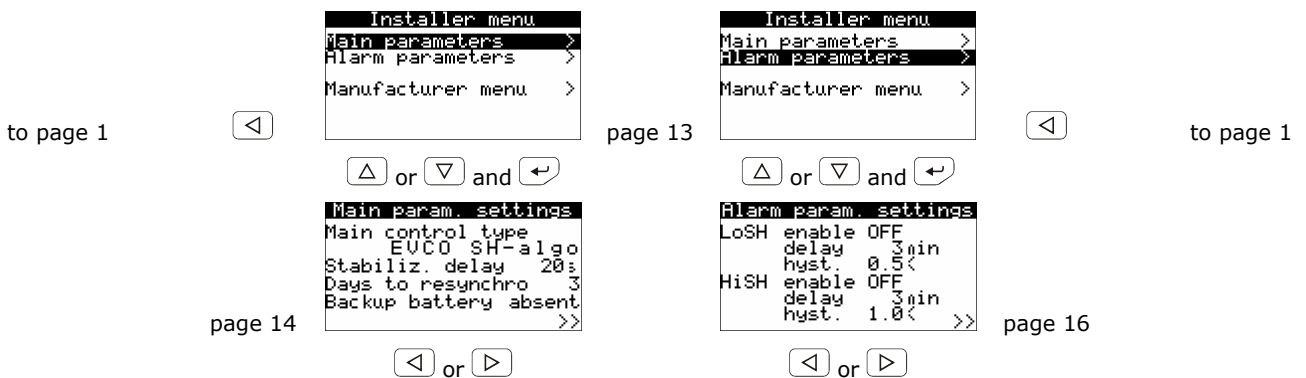 Installer menu
Main parameters >
Alarm parameters >
Manufacturer menu >
Installer menu
Main parameters >
Alarm parameters >
Manufacturer menu >
to page 1
page 13
to page 1
or and
or and
Main param. settings
Main control type
EVCO SH-algo
Stabiliz. delay 20s
Days to resynchro 3
Backup battery absent
>>
page 14
Alarm param. settings
LoSH enable OFF
delay 3min
hyst. 0.5K
HiSH enable OFF
delay 3min
hyst. 1.0K
>>
page 16
or
or